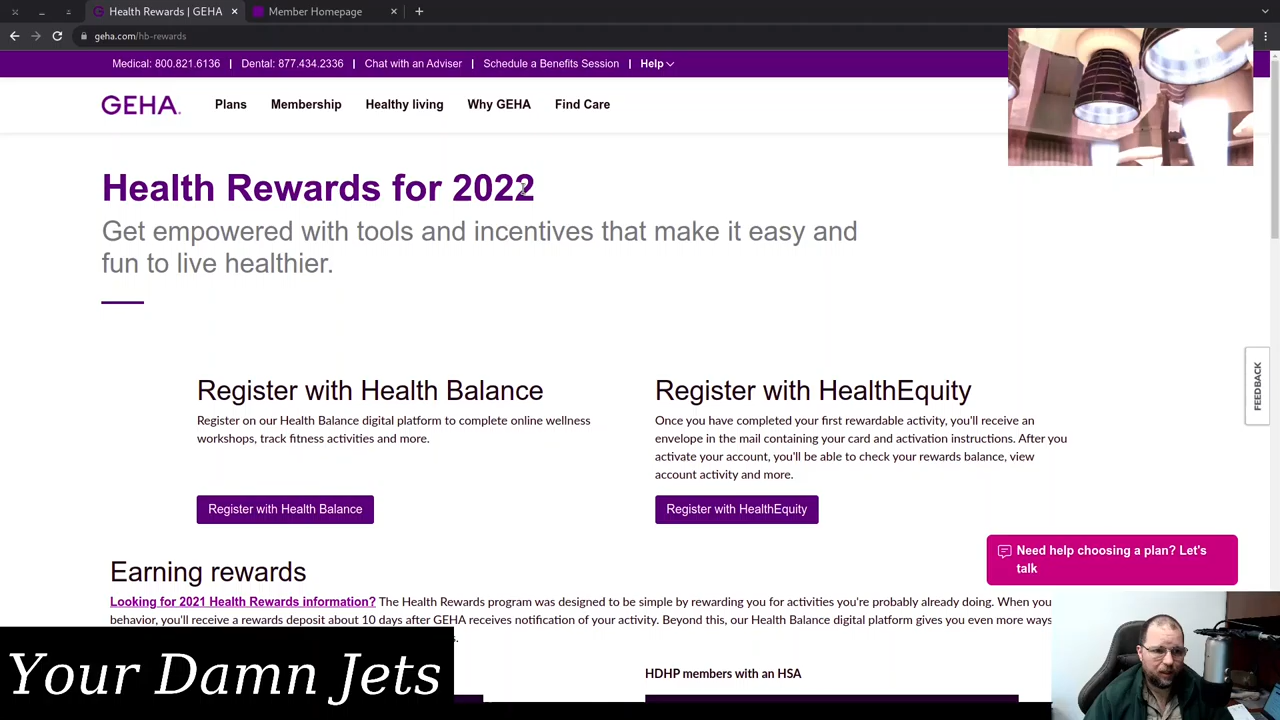 Health Rewards | GEHA
Member Homepage
geha.com/hb-rewards
Medical: 800.821.6136 | Dental: 877.434.2336 | Chat with an Adviser | Schedule a Benefits Session | Help
GEHA. Plans Membership Healthy living Why GEHA Find Care
Health Rewards for 2022
Get empowered with tools and incentives that make it easy and
fun to live healthier.
Register with Health Balance
Register on our Health Balance digital platform to complete online wellness
workshops, track fitness activities and more.
Register with Health Balance
Register with HealthEquity
Once you have completed your first rewardable activity, you'll receive an
envelope in the mail containing your card and activation instructions. After you
activate your account, you'll be able to check your rewards balance, view
account activity and more.
Register with HealthEquity
FEEDBACK
Need help choosing a plan? Let's
talk
Earning rewards
Looking for 2021 Health Rewards information? The Health Rewards program was designed to be simple by rewarding you for activities you're probably already doing. When you
behavior, you'll receive a rewards deposit about 10 days after GEHA receives notification of your activity. Beyond this, our Health Balance digital platform gives you even more ways
HDHP members with an HSA
Your Damn Jets